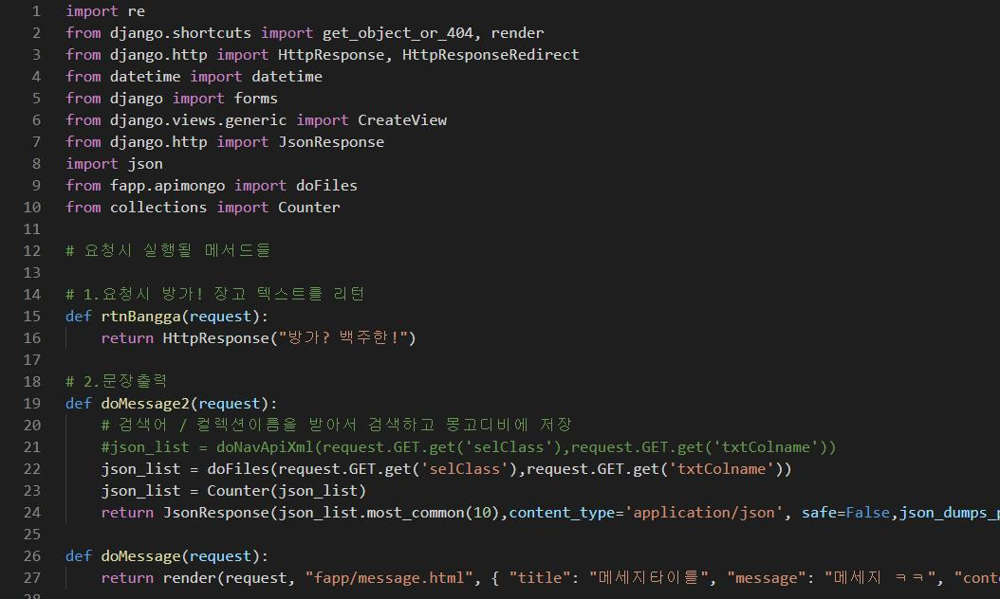 1 import re
2 from django.shortcuts import get_object_or_404, render
3 from django.http import HttpResponse, HttpResponseRedirect
4 from datetime import datetime
5 from django import forms
6 from django.views.generic import CreateView
7 from django.http import JsonResponse
8 import json
9 from fapp.apimongo import doFiles
10 from collections import Counter
11
12 # 요청시 실행될 메서드들
13
14 # 1.요청시 방가! 장고 텍스트를 리턴
15 def rtnBangga(request):
16     return HttpResponse("방가? 백주한!")
17
18 # 2.문장출력
19 def doMessage2(request):
20     # 검색어 / 컬렉션이름을 받아서 검색하고 몽고디비에 저장
21     #json_list = doNavApiXml(request.GET.get('selClass'),request.GET.get('txtColname'))
22     json_list = doFiles(request.GET.get('selClass'),request.GET.get('txtColname'))
23     json_list = Counter(json_list)
24     return JsonResponse(json_list.most_common(10),content_type='application/json', safe=False,json_dumps_p
25
26 def doMessage(request):
27     return render(request, "fapp/message.html", { "title": "메세지타이틀", "message": "메세지 ㅋㅋ", "cont
28